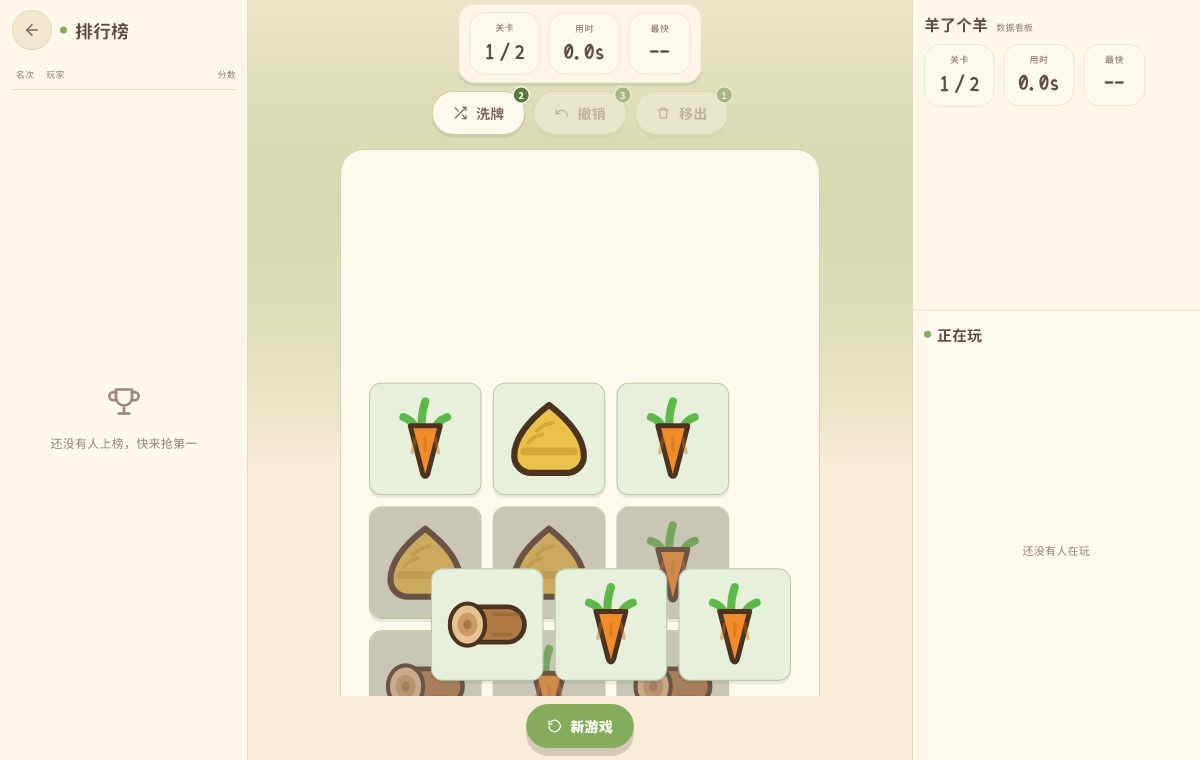 排行榜
名次 玩家 分数
还没有人上榜，快来抢第一
关卡 用时 最快
1/2 0.0s --
洗牌 2 撤销 3 移出 1
新游戏
羊了个羊 数据看板
关卡 用时 最快
1/2 0.0s --
正在玩
还没有人在玩